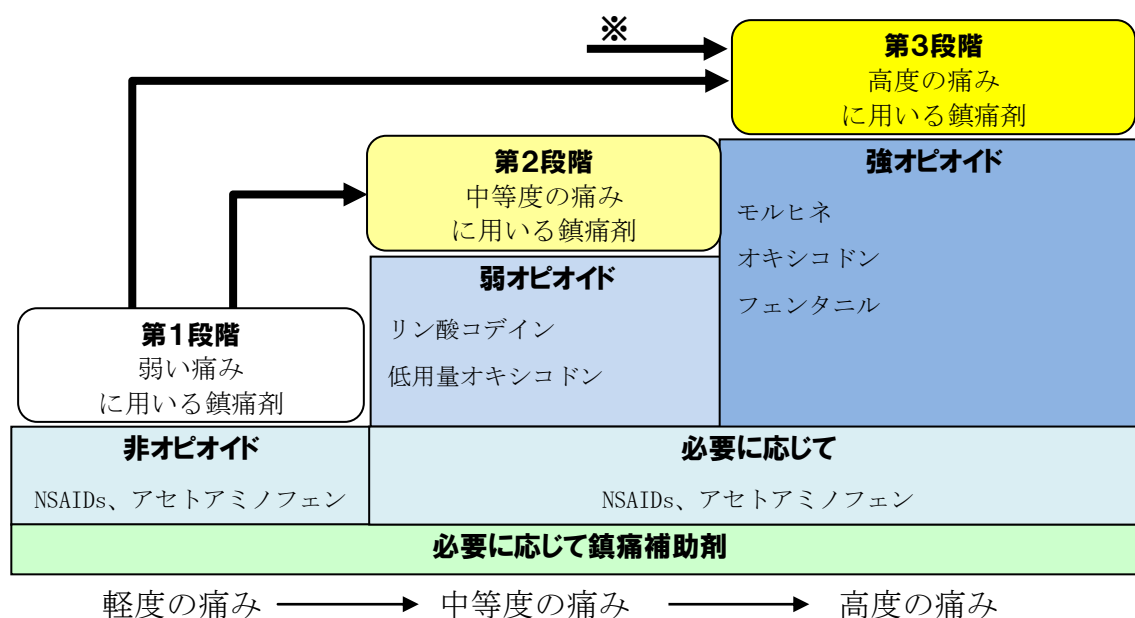 ※
第3段階
高度の痛み
に用いる鎮痛剤
強オピオイド
モルヒネ
オキシコドン
フェンタニル
第2段階
中等度の痛み
に用いる鎮痛剤
弱オピオイド
リン酸コデイン
低用量オキシコドン
第1段階
弱い痛み
に用いる鎮痛剤
非オピオイド
NSAIDs、アセトアミノフェン
必要に応じて
NSAIDs、アセトアミノフェン
必要に応じて鎮痛補助剤
軽度の痛み → 中等度の痛み → 高度の痛み